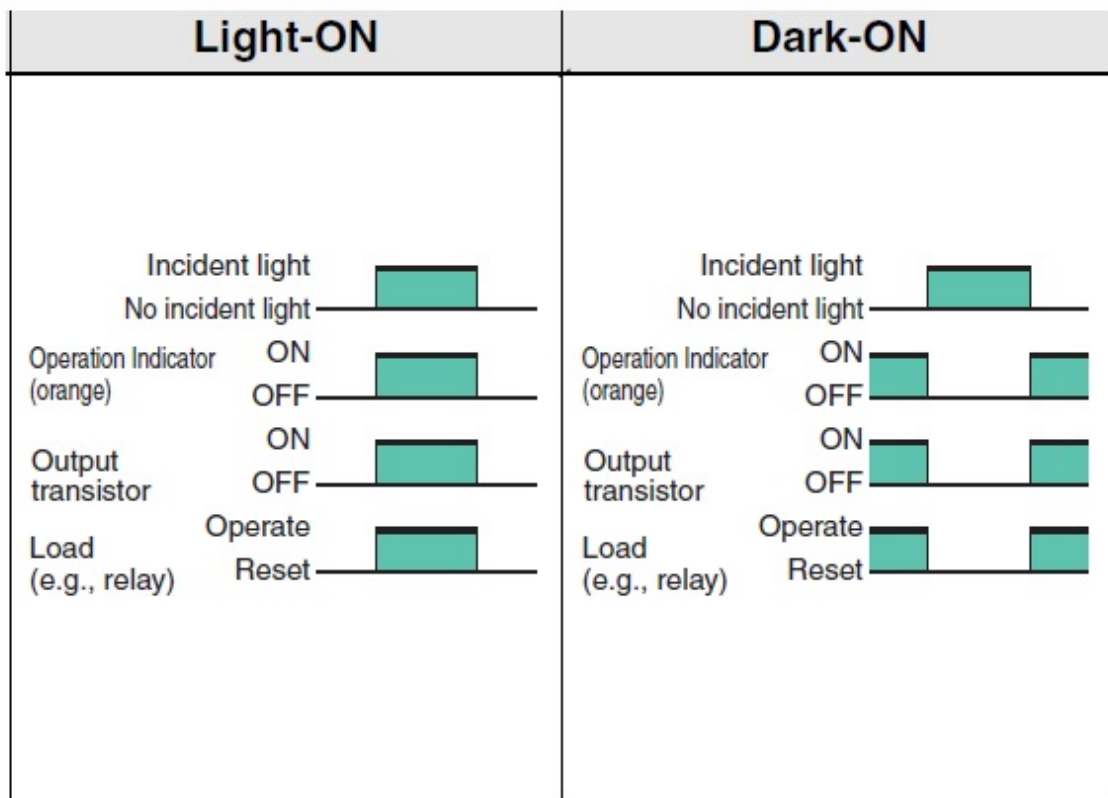 Light-ON
Dark-ON
Incident light
No incident light
Operation Indicator
(orange)
ON
OFF
Output
transistor
ON
OFF
Load
(e.g., relay)
Operate
Reset
Incident light
No incident light
Operation Indicator
(orange)
ON
OFF
Output
transistor
ON
OFF
Load
(e.g., relay)
Operate
Reset